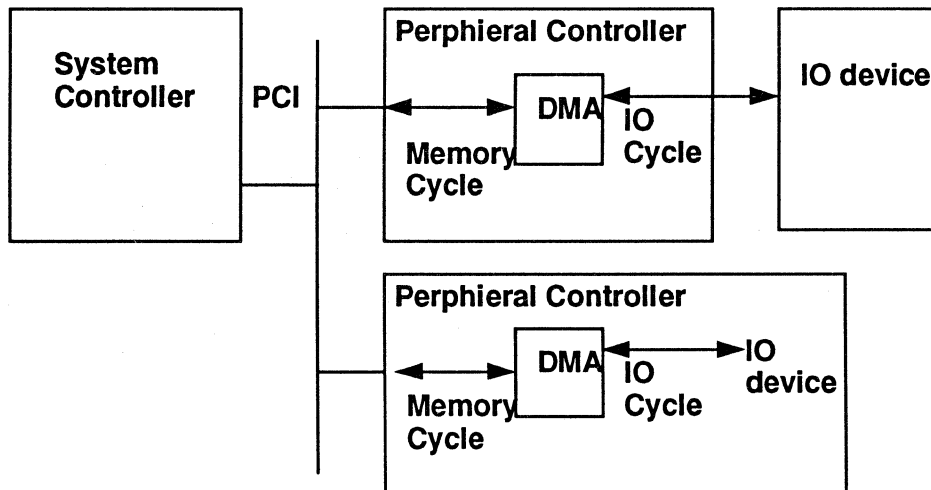 System
Controller
PCI
Perphieral Controller
DMA
Memory
Cycle
IO
Cycle
IO device
Perphieral Controller
DMA
Memory
Cycle
IO
Cycle
IO
device